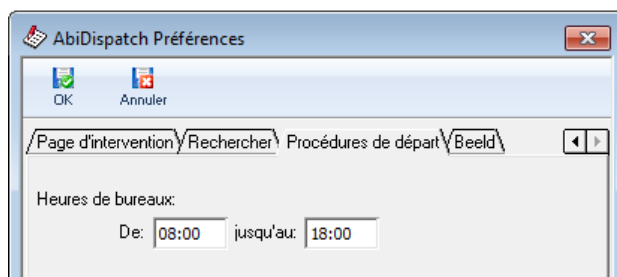 AbiDispatch Préférences
OK Annuler
Page d'intervention Rechercher Procédures de départ Beeld
Heures de bureaux:
De: 08:00 jusqu'au: 18:00